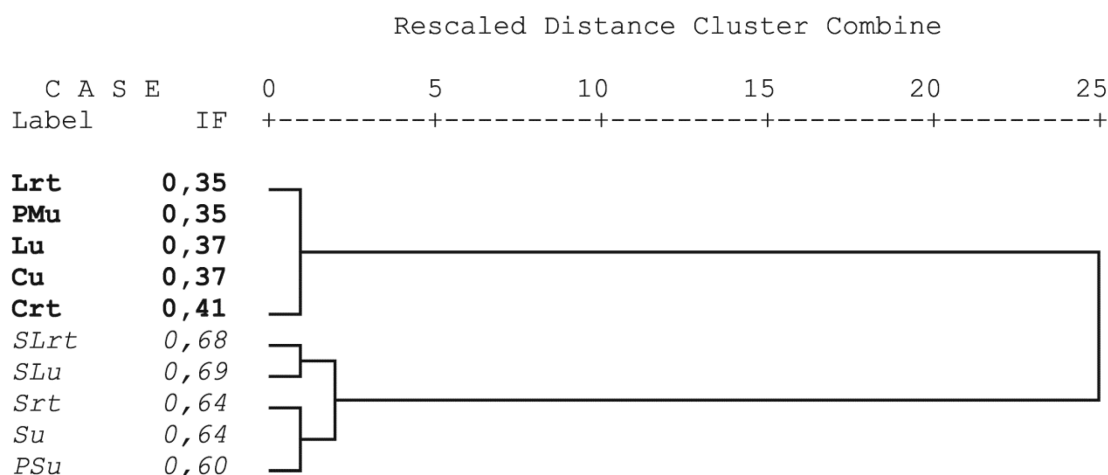 Rescaled Distance Cluster Combine
C A S E 0 5 10 15 20 25
Label IF +---------+---------+---------+---------+---------+
Lrt 0,35
PMu 0,35
Lu 0,37
Cu 0,37
Crt 0,41
SLrt 0,68
SLu 0,69
Srt 0,64
Su 0,64
PSu 0,60